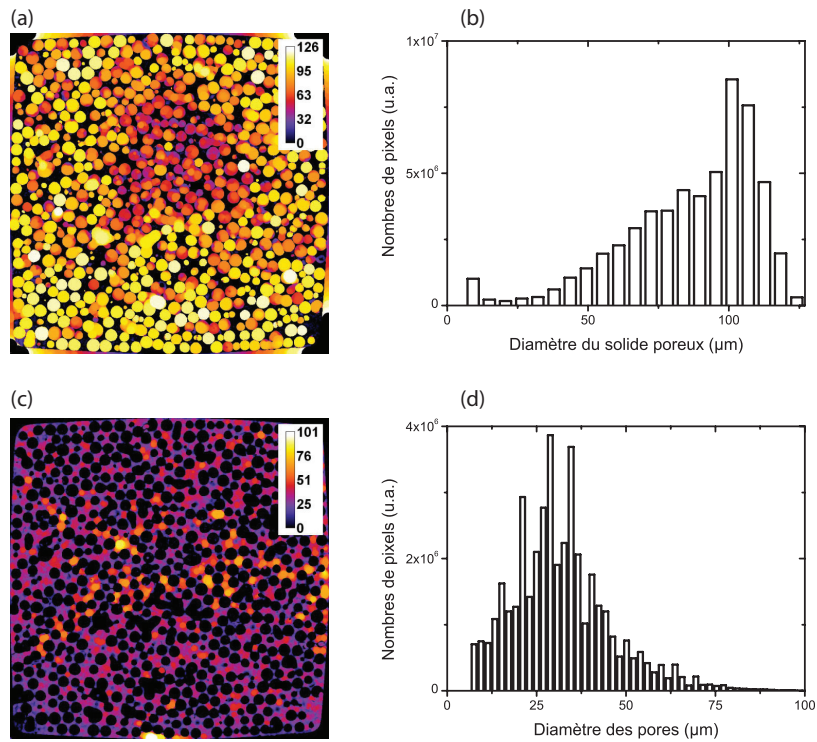 (a)
126
95
63
32
0
(b)
1x10⁷
5x10⁶
0
Nombres de pixels (u.a.)
0
50
100
Diamètre du solide poreux (µm)
(c)
101
76
51
25
0
(d)
4x10⁶
2x10⁶
0
Nombres de pixels (u.a.)
0
25
50
75
100
Diamètre des pores (µm)